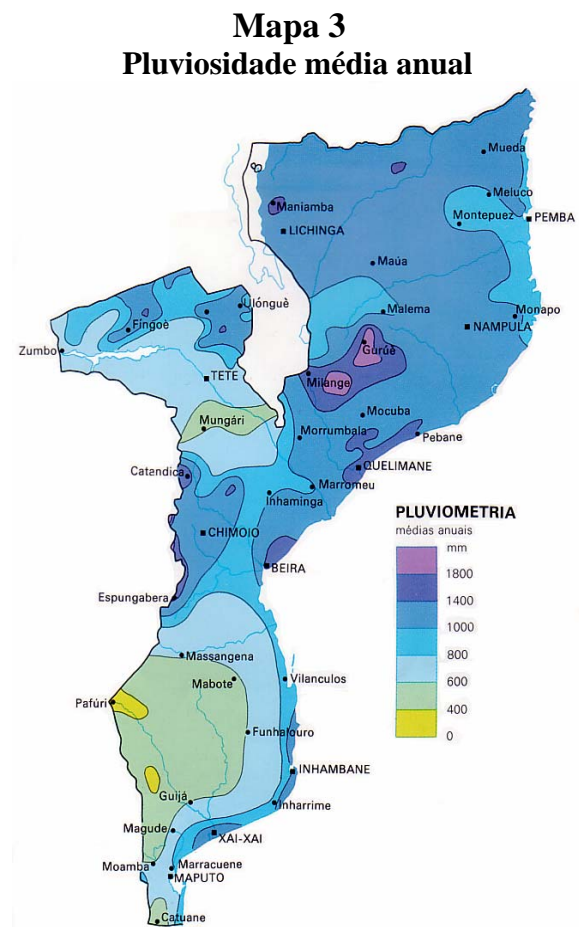 Mapa 3
Pluviosidade média anual
Mueda
Meluco
Maniamba
Montepuez
PEMBA
LICHINGA
Maúa
Ulónguè
Malema
Monapo
Fíngoè
NAMPULA
Zumbo
Gurúè
TETE
Milange
Mocuba
Mungári
Morrumbala
Pebane
Catandica
QUELIMANE
Marromeu
Inhaminga
CHIMOIO
BEIRA
Espungabera
PLUVIOMETRIA
médias anuais
mm
1800
1400
1000
800
600
400
0
Massangena
Mabote
Vilanculos
Pafúri
Funhalouro
INHAMBANE
Guijá
Inharrime
Magude
XAI-XAI
Moamba
Marracuene
MAPUTO
Catuane